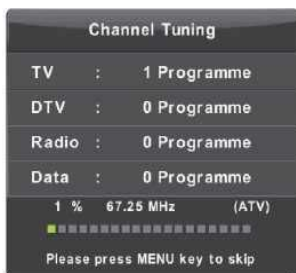 Channel Tuning
TV : 1 Programme
DTV : 0 Programme
Radio : 0 Programme
Data : 0 Programme
1 % 67.25 MHz (ATV)
Please press MENU key to skip